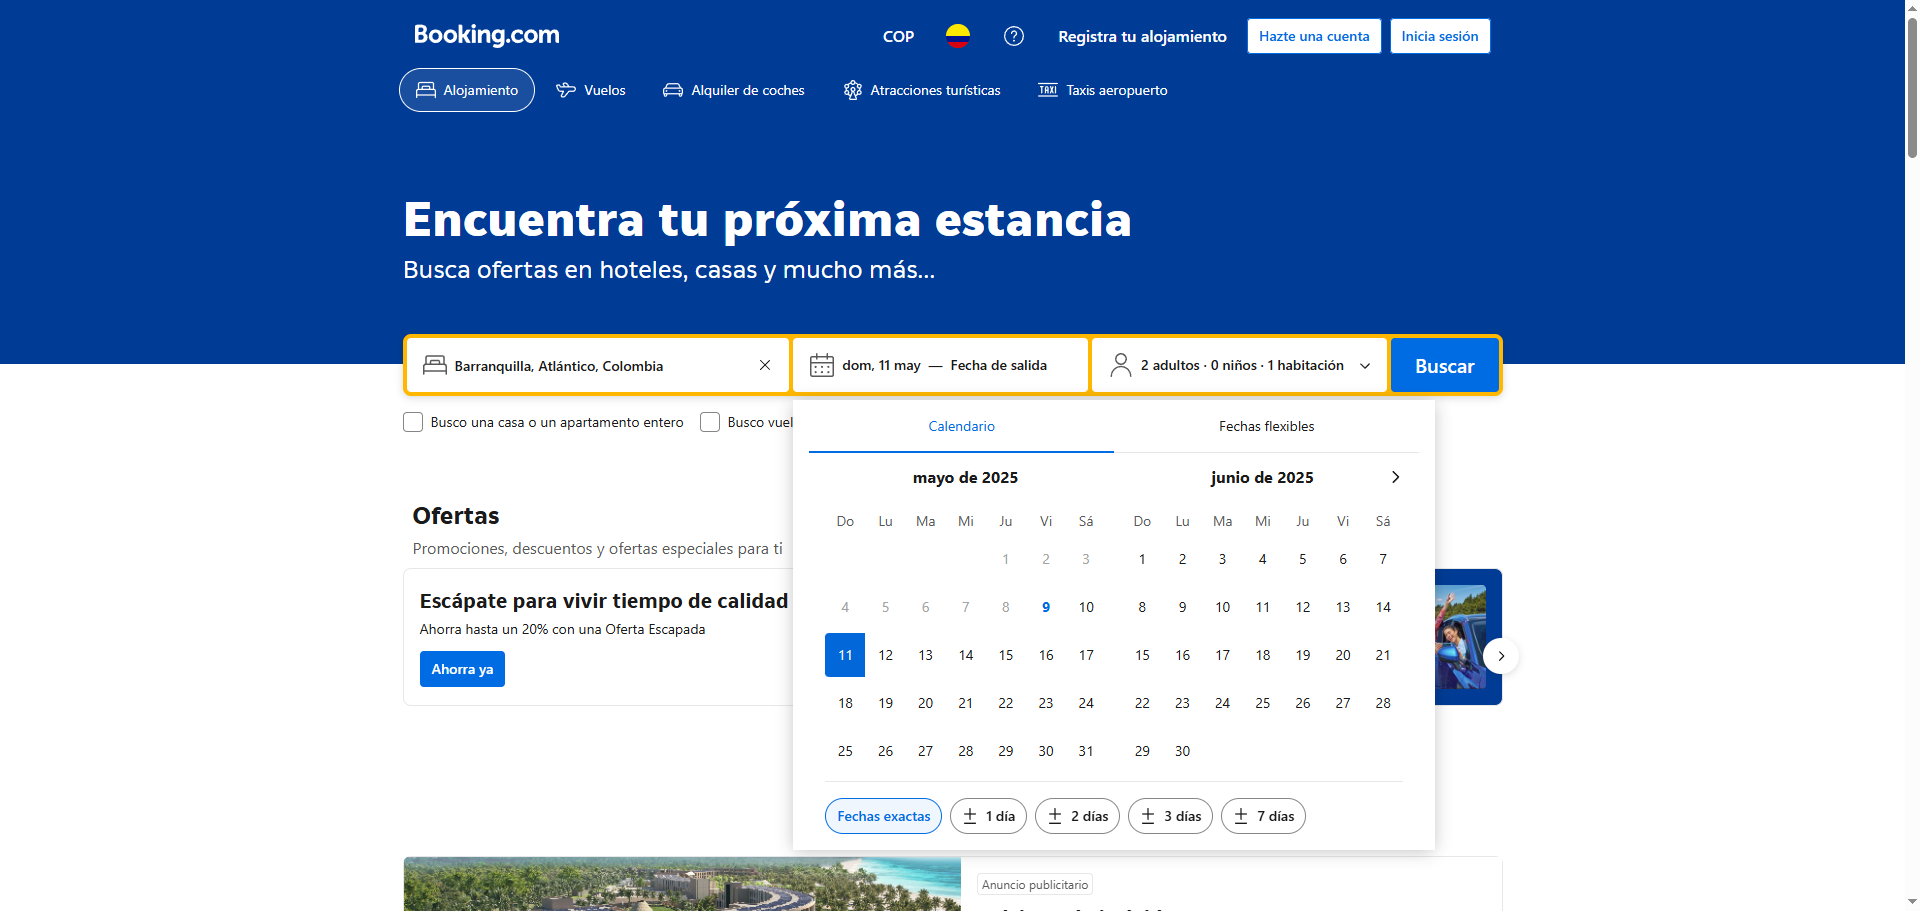 Booking.com
COP
Registra tu alojamiento
Hazte una cuenta
Inicia sesión
Alojamiento
Vuelos
Alquiler de coches
Atracciones turísticas
TAXI
Taxis aeropuerto
Encuentra tu próxima estancia
Busca ofertas en hoteles, casas y mucho más...
Barranquilla, Atlántico, Colombia
dom, 11 may — Fecha de salida
2 adultos · 0 niños · 1 habitación
Buscar
Busco una casa o un apartamento entero
Busco vuel
Calendario
Fechas flexibles
mayo de 2025
Do Lu Ma Mi Ju Vi Sá
1 2 3
4 5 6 7 8 9 10
11 12 13 14 15 16 17
18 19 20 21 22 23 24
25 26 27 28 29 30 31
junio de 2025
Do Lu Ma Mi Ju Vi Sá
1 2 3 4 5 6 7
8 9 10 11 12 13 14
15 16 17 18 19 20 21
22 23 24 25 26 27 28
29 30
Fechas exactas
± 1 día
± 2 días
± 3 días
± 7 días
Ofertas
Promociones, descuentos y ofertas especiales para ti
Escápate para vivir tiempo de calidad
Ahorra hasta un 20% con una Oferta Escapada
Ahorra ya
Anuncio publicitario